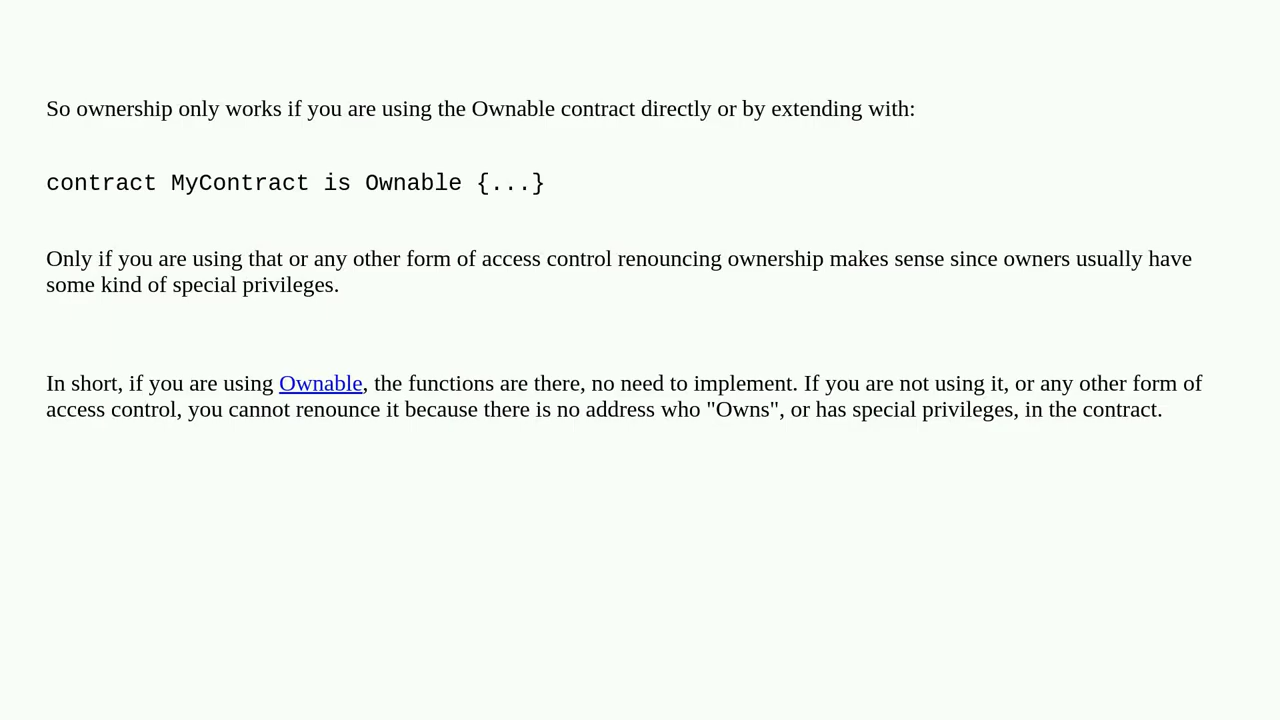 So ownership only works if you are using the Ownable contract directly or by extending with:
contract MyContract is Ownable {...}
Only if you are using that or any other form of access control renouncing ownership makes sense since owners usually have
some kind of special privileges.
In short, if you are using Ownable, the functions are there, no need to implement. If you are not using it, or any other form of
access control, you cannot renounce it because there is no address who "Owns", or has special privileges, in the contract.